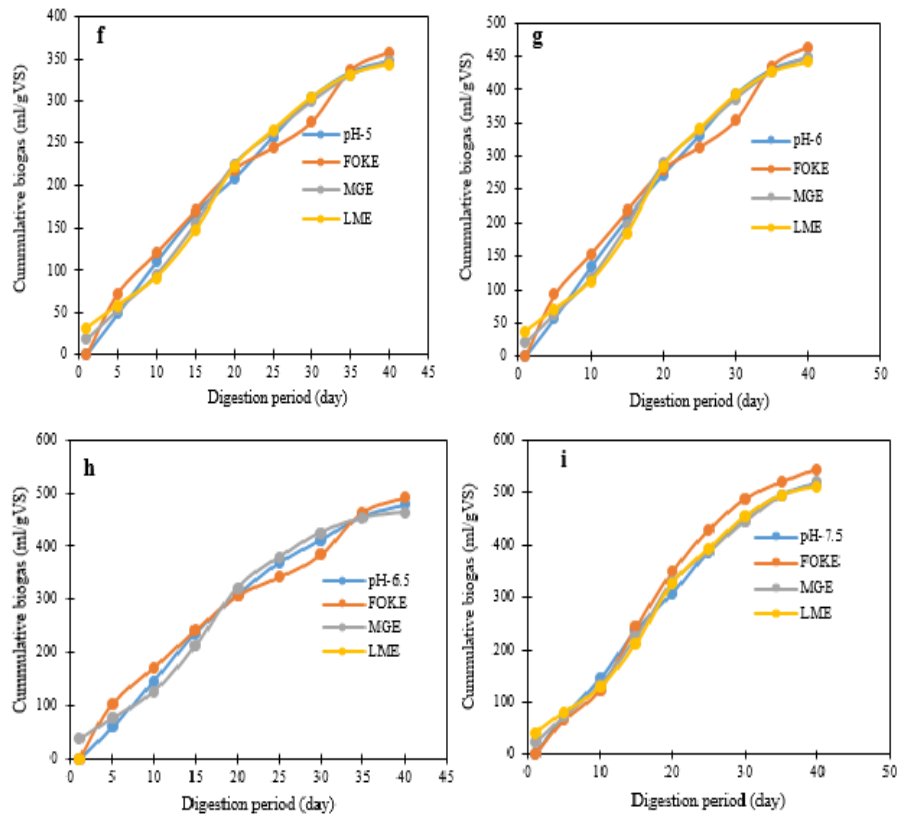 f
Cummulative biogas (ml/gVS)
400
350
300
250
200
150
100
50
0
0 5 10 15 20 25 30 35 40 45
Digestion period (day)
pH-5
FOKE
MGE
LME
g
Cummulative biogas (ml/gVS)
500
450
400
350
300
250
200
150
100
50
0
0 10 20 30 40 50
Digestion period (day)
pH-6
FOKE
MGE
LME
h
Cummulative biogas (ml/gVS)
600
500
400
300
200
100
0
0 5 10 15 20 25 30 35 40 45
Digestion period (day)
pH-6.5
FOKE
MGE
LME
i
Cummulative biogas (ml/gVS)
600
500
400
300
200
100
0
0 10 20 30 40 50
Digestion period (day)
pH-7.5
FOKE
MGE
LME